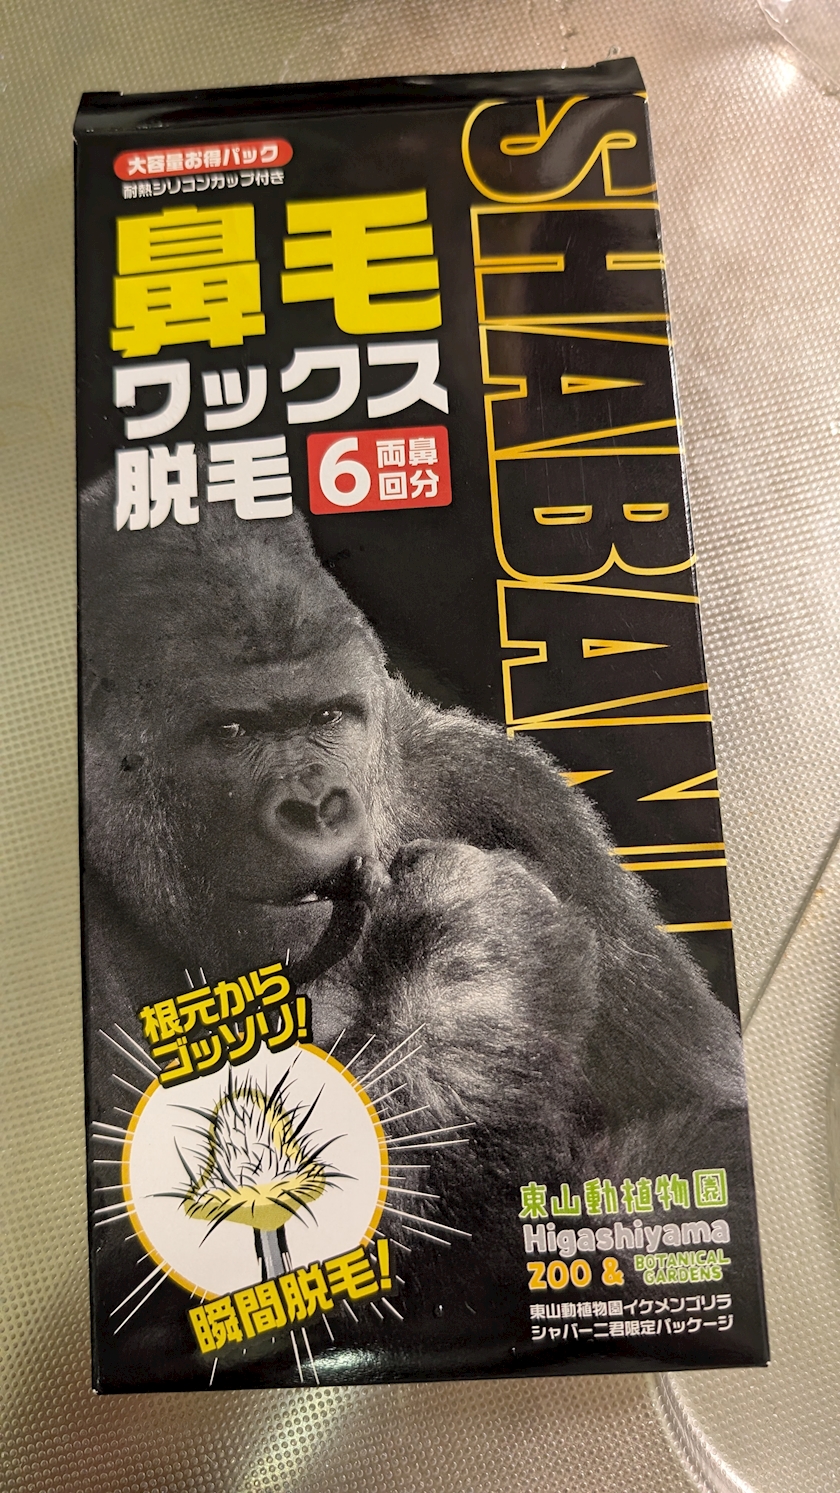 大容量お得パック
耐熱シリコンカップ付き
鼻毛
ワックス
脱毛
6両鼻回分
SHABANI
根元から
ゴッソリ!
瞬間脱毛!
東山動植物園
Higashiyama
ZOO & BOTANICAL GARDENS
東山動植物園イケメンゴリラ
シャバーニ君限定パッケージ